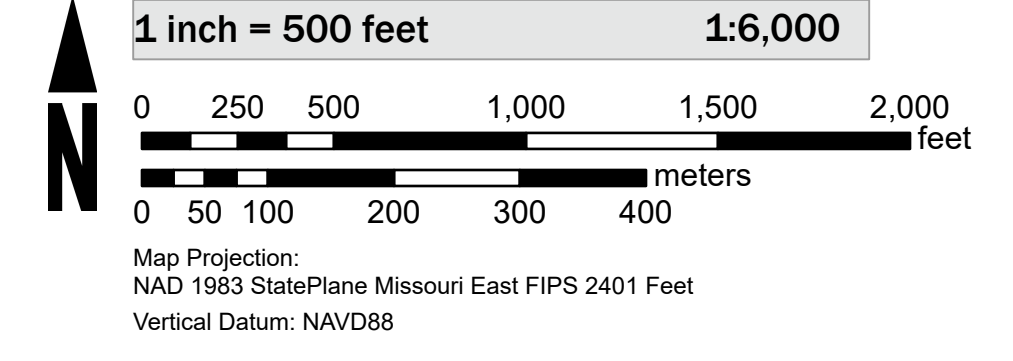 1 inch = 500 feet 1:6,000
0 250 500 1,000 1,500 2,000
feet
meters
0 50 100 200 300 400
N
Map Projection:
NAD 1983 StatePlane Missouri East FIPS 2401 Feet
Vertical Datum: NAVD88